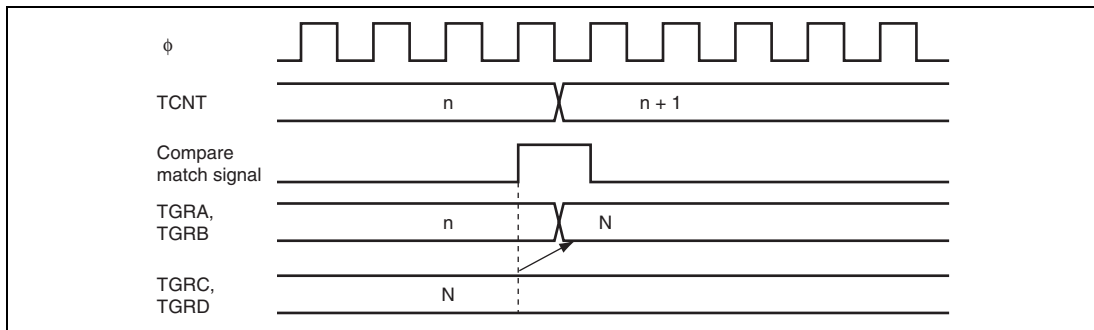 ϕ
TCNT
n
n + 1
Compare
match signal
TGRA,
TGRB
n
N
TGRC,
TGRD
N